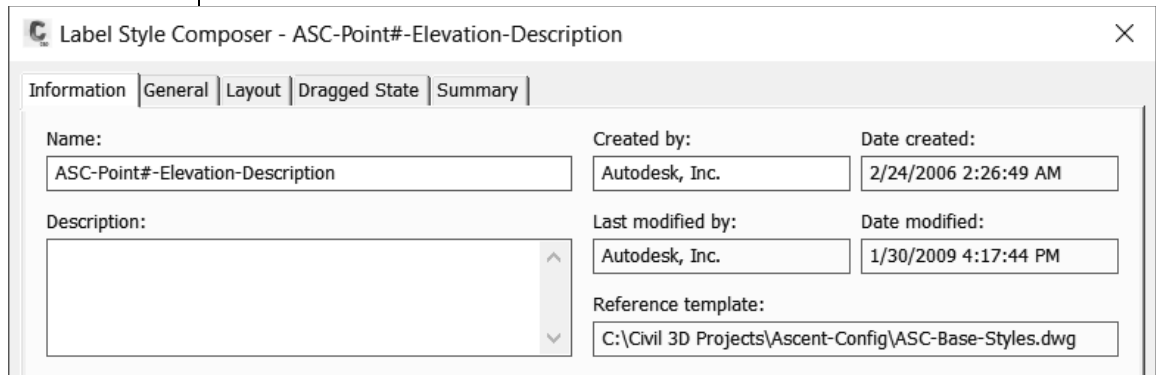 Label Style Composer - ASC-Point#-Elevation-Description
Information General Layout Dragged State Summary
Name: Created by: Date created:
ASC-Point#-Elevation-Description Autodesk, Inc. 2/24/2006 2:26:49 AM
Description: Last modified by: Date modified:
Autodesk, Inc. 1/30/2009 4:17:44 PM
Reference template:
C:\Civil 3D Projects\Ascent-Config\ASC-Base-Styles.dwg